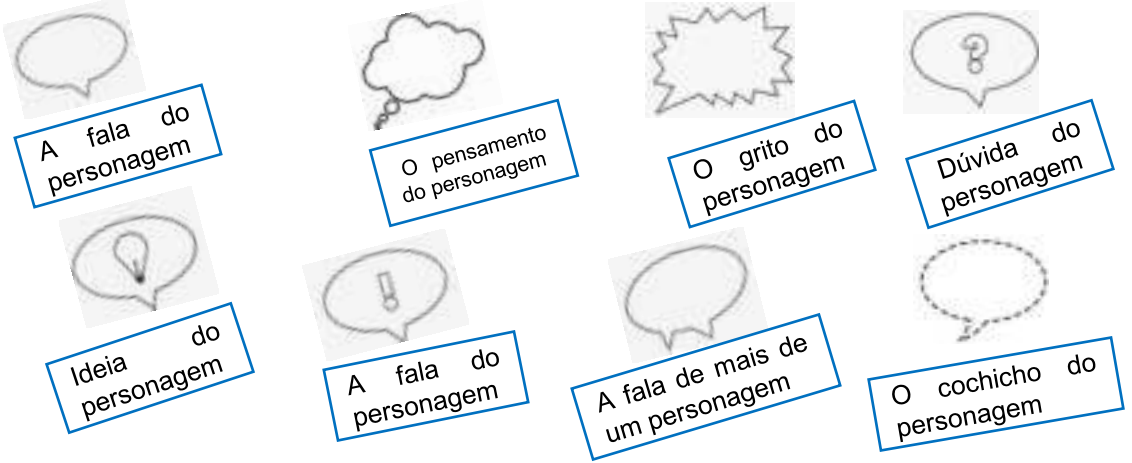 A fala do
personagem
O pensamento
do personagem
O grito do
personagem
?
Dúvida do
personagem
Ideia do
personagem
!
A fala do
personagem
A fala de mais de
um personagem
O cochicho do
personagem